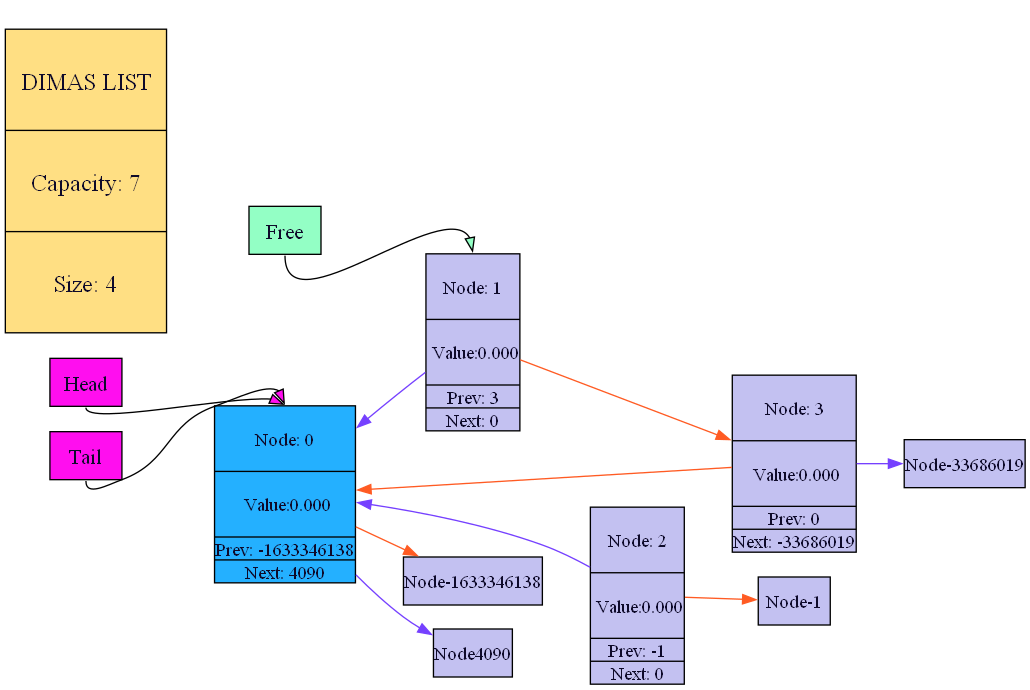 DIMAS LIST
Capacity: 7
Size: 4
Free
Node: 1
Value:0.000
Prev: 3
Next: 0
Head
Tail
Node: 0
Value:0.000
Prev: -1633346138
Next: 4090
Node: 3
Value:0.000
Prev: 0
Next: -33686019
Node-33686019
Node: 2
Value:0.000
Prev: -1
Next: 0
Node-1633346138
Node-1
Node4090